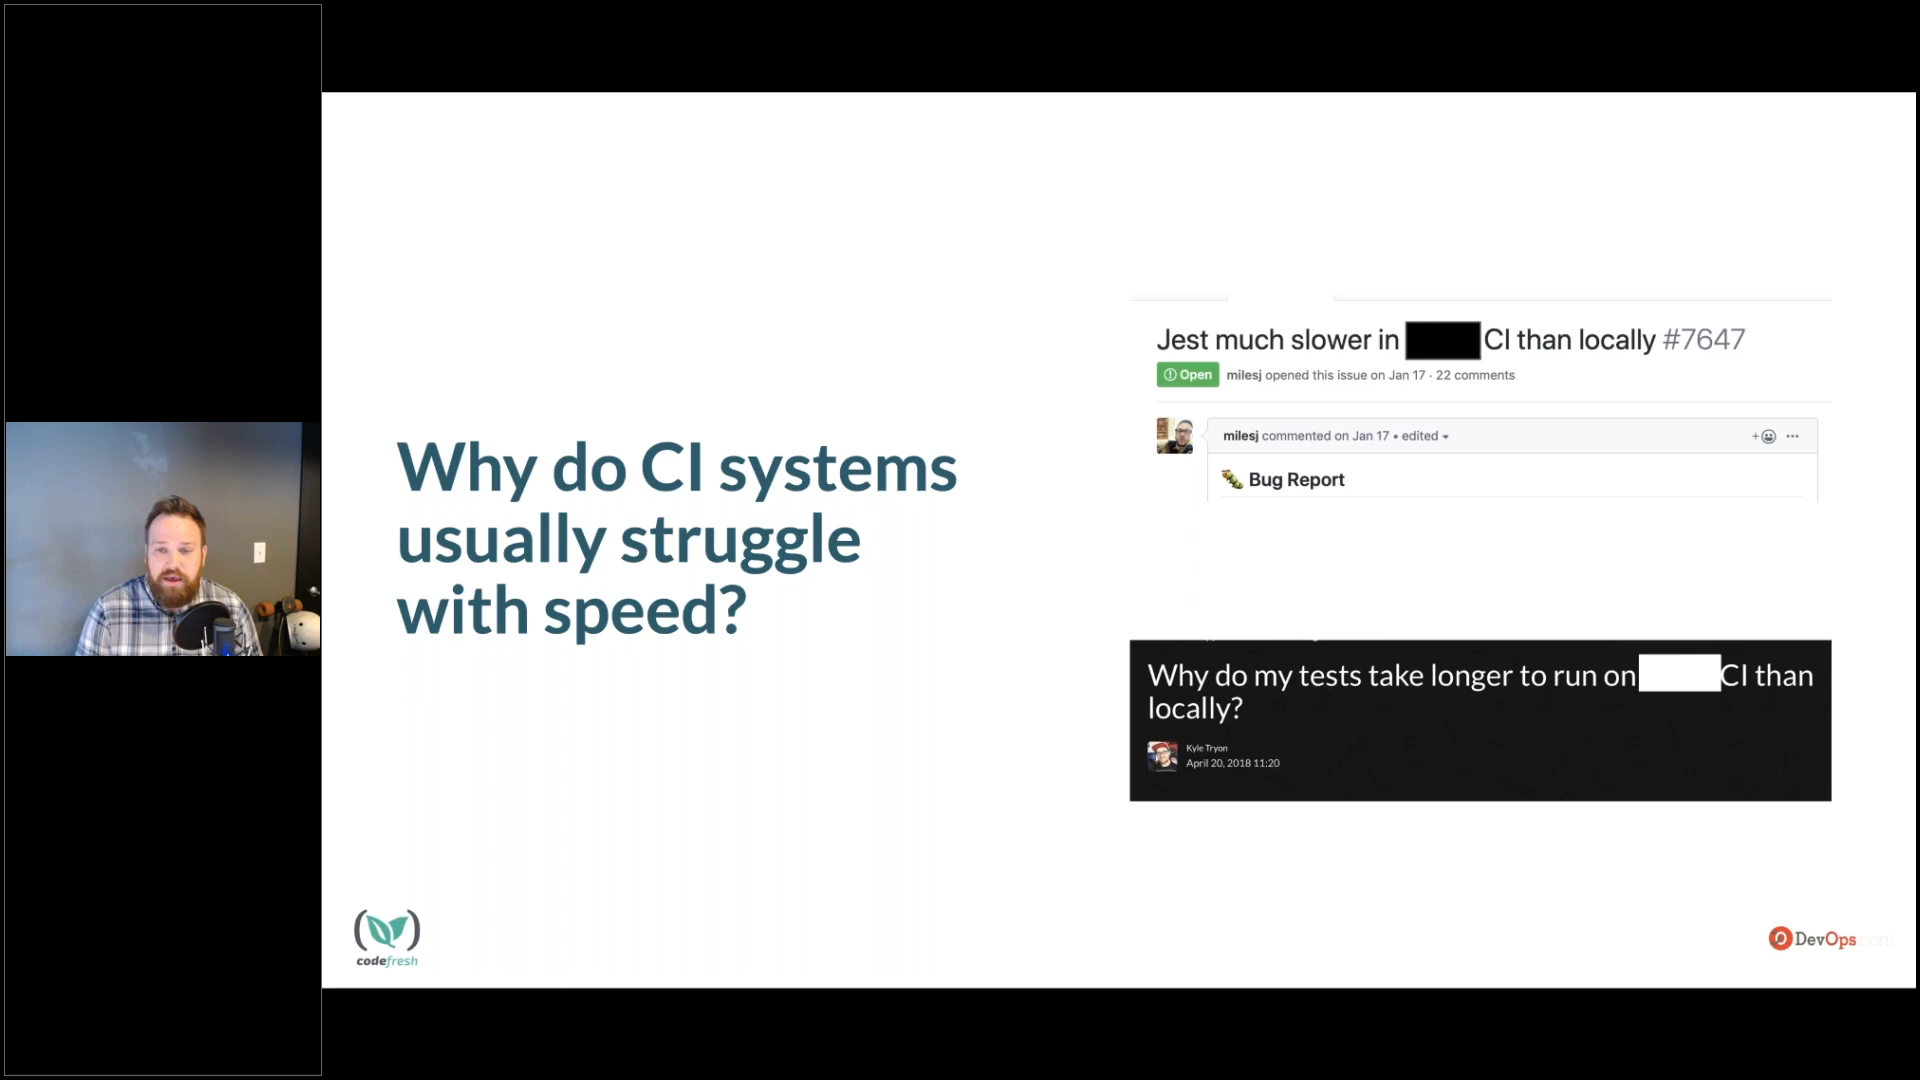 Why do CI systems
usually struggle
with speed?
Jest much slower in CI than locally #7647
Open milesj opened this issue on Jan 17 · 22 comments
milesj commented on Jan 17 • edited
Bug Report
Why do my tests take longer to run on CI than
locally?
Kyle Tryon
April 20, 2018 11:20
codefresh
DevOps.com